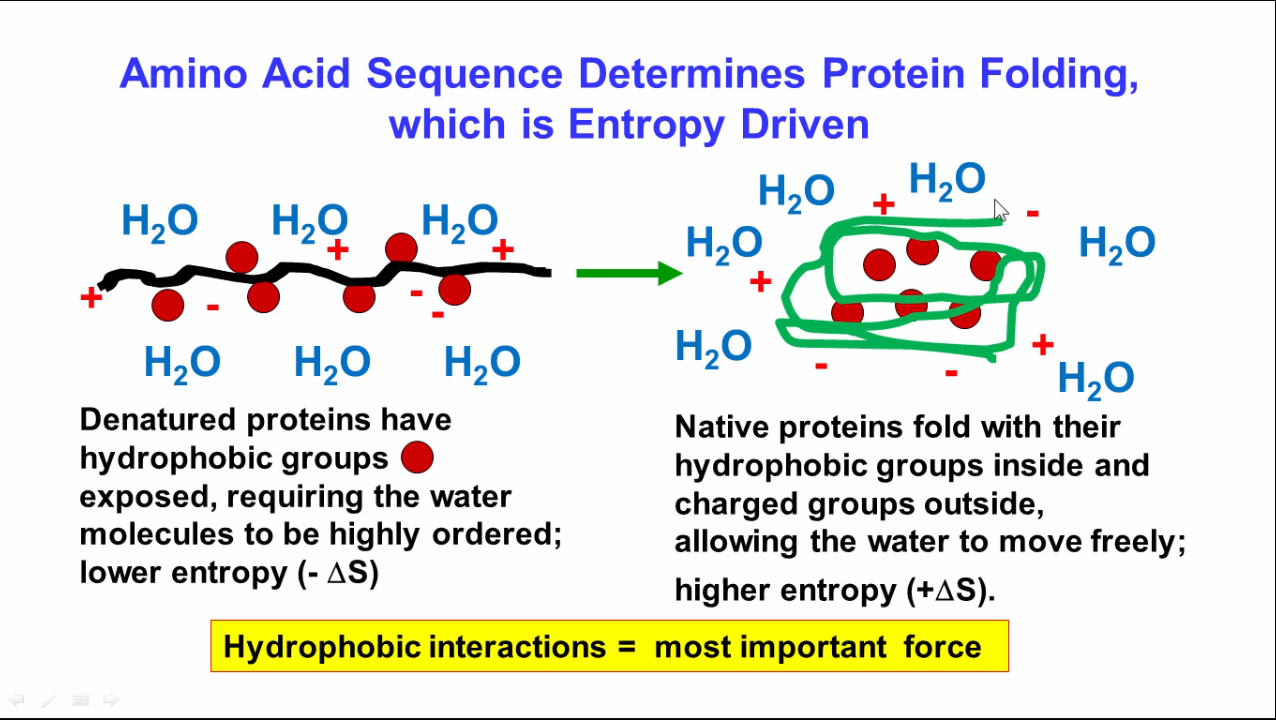 Amino Acid Sequence Determines Protein Folding,
which is Entropy Driven
H₂O H₂O H₂O
+ +
+ - - -
H₂O H₂O H₂O
Denatured proteins have
hydrophobic groups
exposed, requiring the water
molecules to be highly ordered;
lower entropy (- ΔS)
H₂O + H₂O -
H₂O H₂O
+
H₂O - - + H₂O
Native proteins fold with their
hydrophobic groups inside and
charged groups outside,
allowing the water to move freely;
higher entropy (+ΔS).
Hydrophobic interactions = most important force